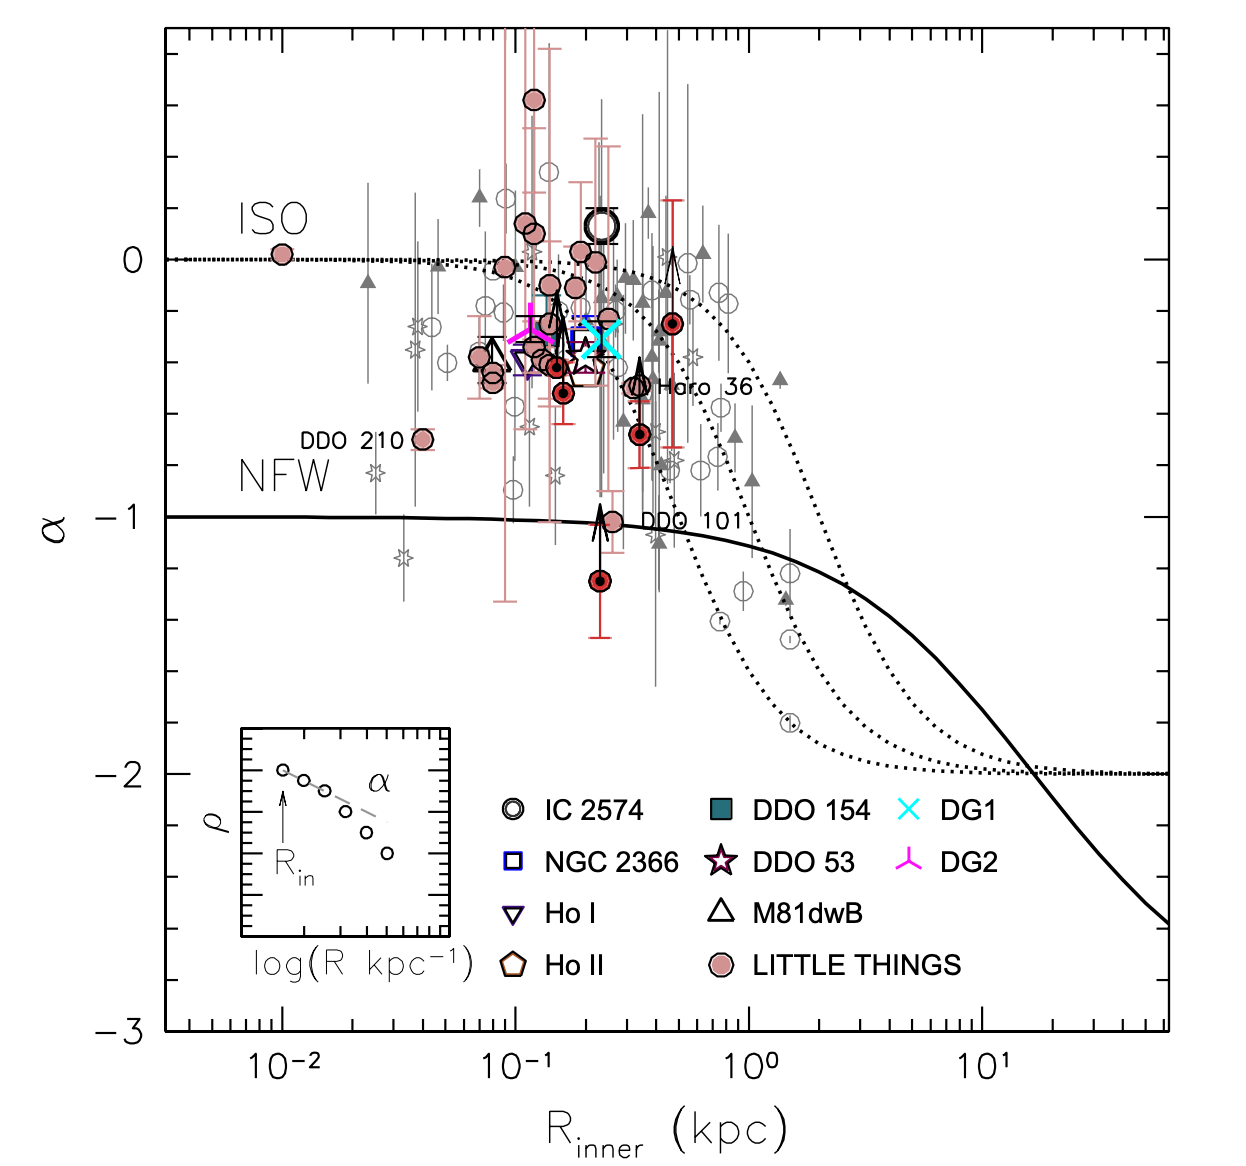 ISO
0
Haro 36
DDO 210
NFW
−1
DDO 101
α
−2
α
ρ
R_in
log(R kpc⁻¹)
IC 2574 DDO 154 DG1
NGC 2366 DDO 53 DG2
Ho I M81dwB
Ho II LITTLE THINGS
−3
10⁻² 10⁻¹ 10⁰ 10¹
R_inner (kpc)